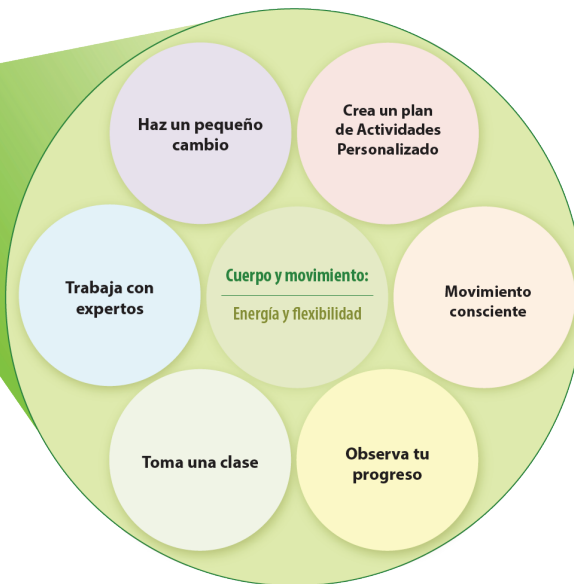 Haz un pequeño
cambio
Crea un plan
de Actividades
Personalizado
Trabaja con
expertos
Cuerpo y movimiento:
Energía y flexibilidad
Movimiento
consciente
Toma una clase
Observa tu
progreso